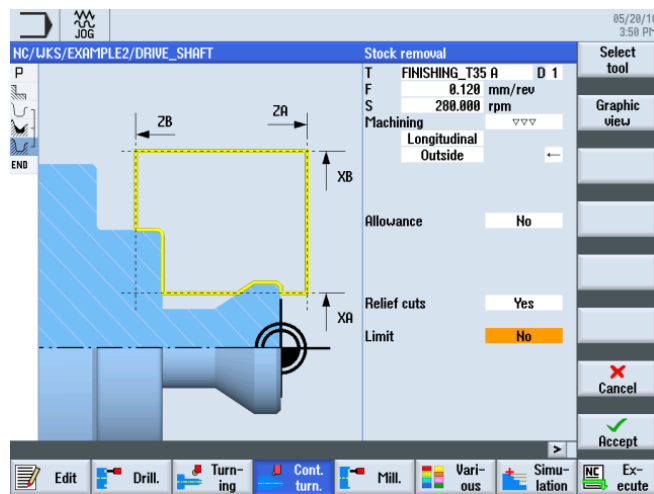 JOG
05/20/1
3:50 PM
NC/WKS/EXAMPLE2/DRIVE_SHAFT
Stock removal
Select
tool
P
END
ZB
ZA
XB
XA
T FINISHING_T35 A D 1
F 0.120 mm/rev
S 280.000 rpm
Machining ▽▽▽
Longitudinal
Outside ←
Allowance No
Relief cuts Yes
Limit No
Graphic
view
Cancel
Accept
>
Edit
Drill.
Turn-
ing
Cont.
turn.
Mill.
Vari-
ous
Simu-
lation
NC
Ex-
ecute